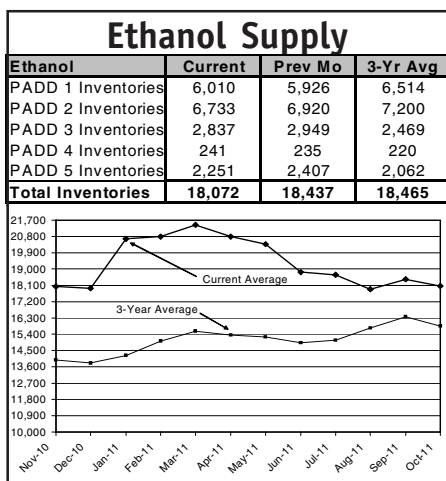 Ethanol Supply
Ethanol Current Prev Mo 3-Yr Avg
PADD 1 Inventories 6,010 5,926 6,514
PADD 2 Inventories 6,733 6,920 7,200
PADD 3 Inventories 2,837 2,949 2,469
PADD 4 Inventories 241 235 220
PADD 5 Inventories 2,251 2,407 2,062
Total Inventories 18,072 18,437 18,465
21,700
20,800
19,900
19,000
18,100
17,200
16,300
15,400
14,500
13,600
12,700
11,800
10,900
10,000
Current Average
3-Year Average
Nov-10 Dec-10 Jan-11 Feb-11 Mar-11 Apr-11 May-11 Jun-11 Jul-11 Aug-11 Sep-11 Oct-11